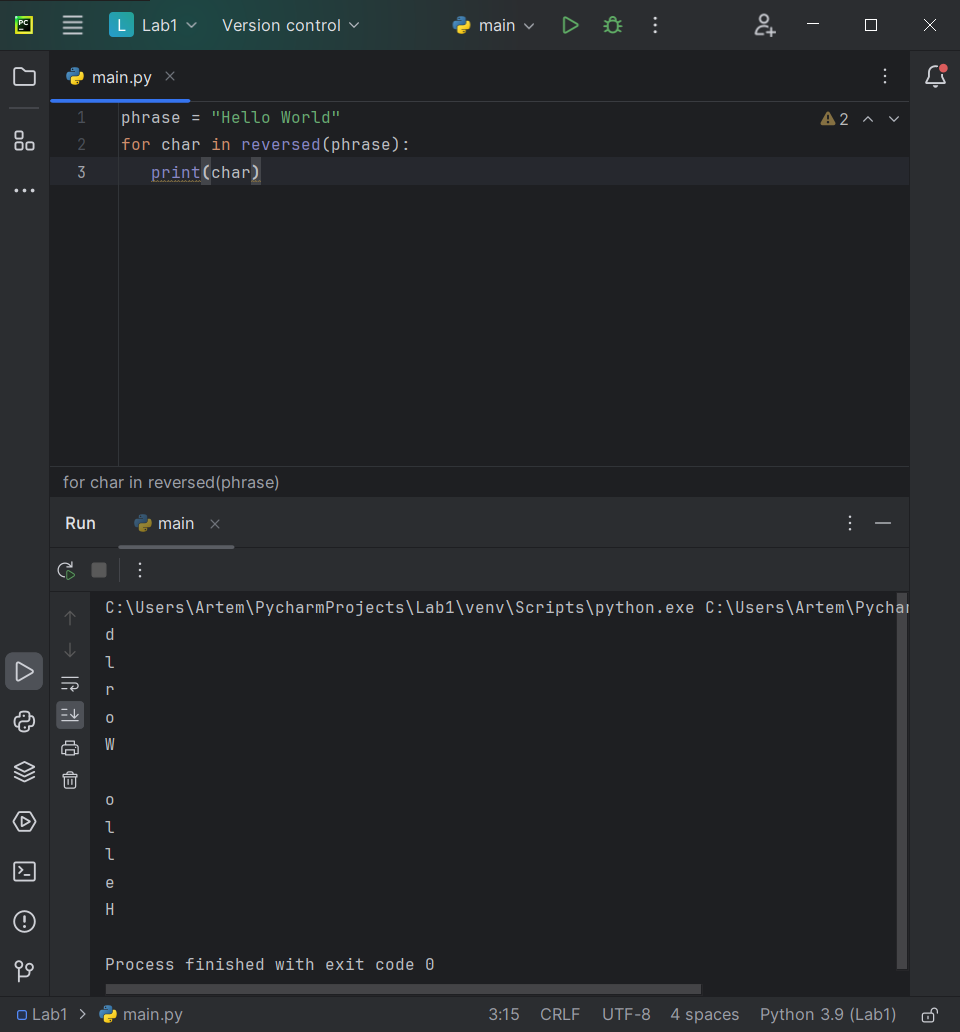 PC
L Lab1 Version control main
main.py
1 phrase = "Hello World" 2
2 for char in reversed(phrase):
3    print(char)
for char in reversed(phrase)
Run main
C:\Users\Artem\PycharmProjects\Lab1\venv\Scripts\python.exe C:\Users\Artem\Pychar
d
l
r
o
W
o
l
l
e
H
Process finished with exit code 0
Lab1 main.py 3:15 CRLF UTF-8 4 spaces Python 3.9 (Lab1)